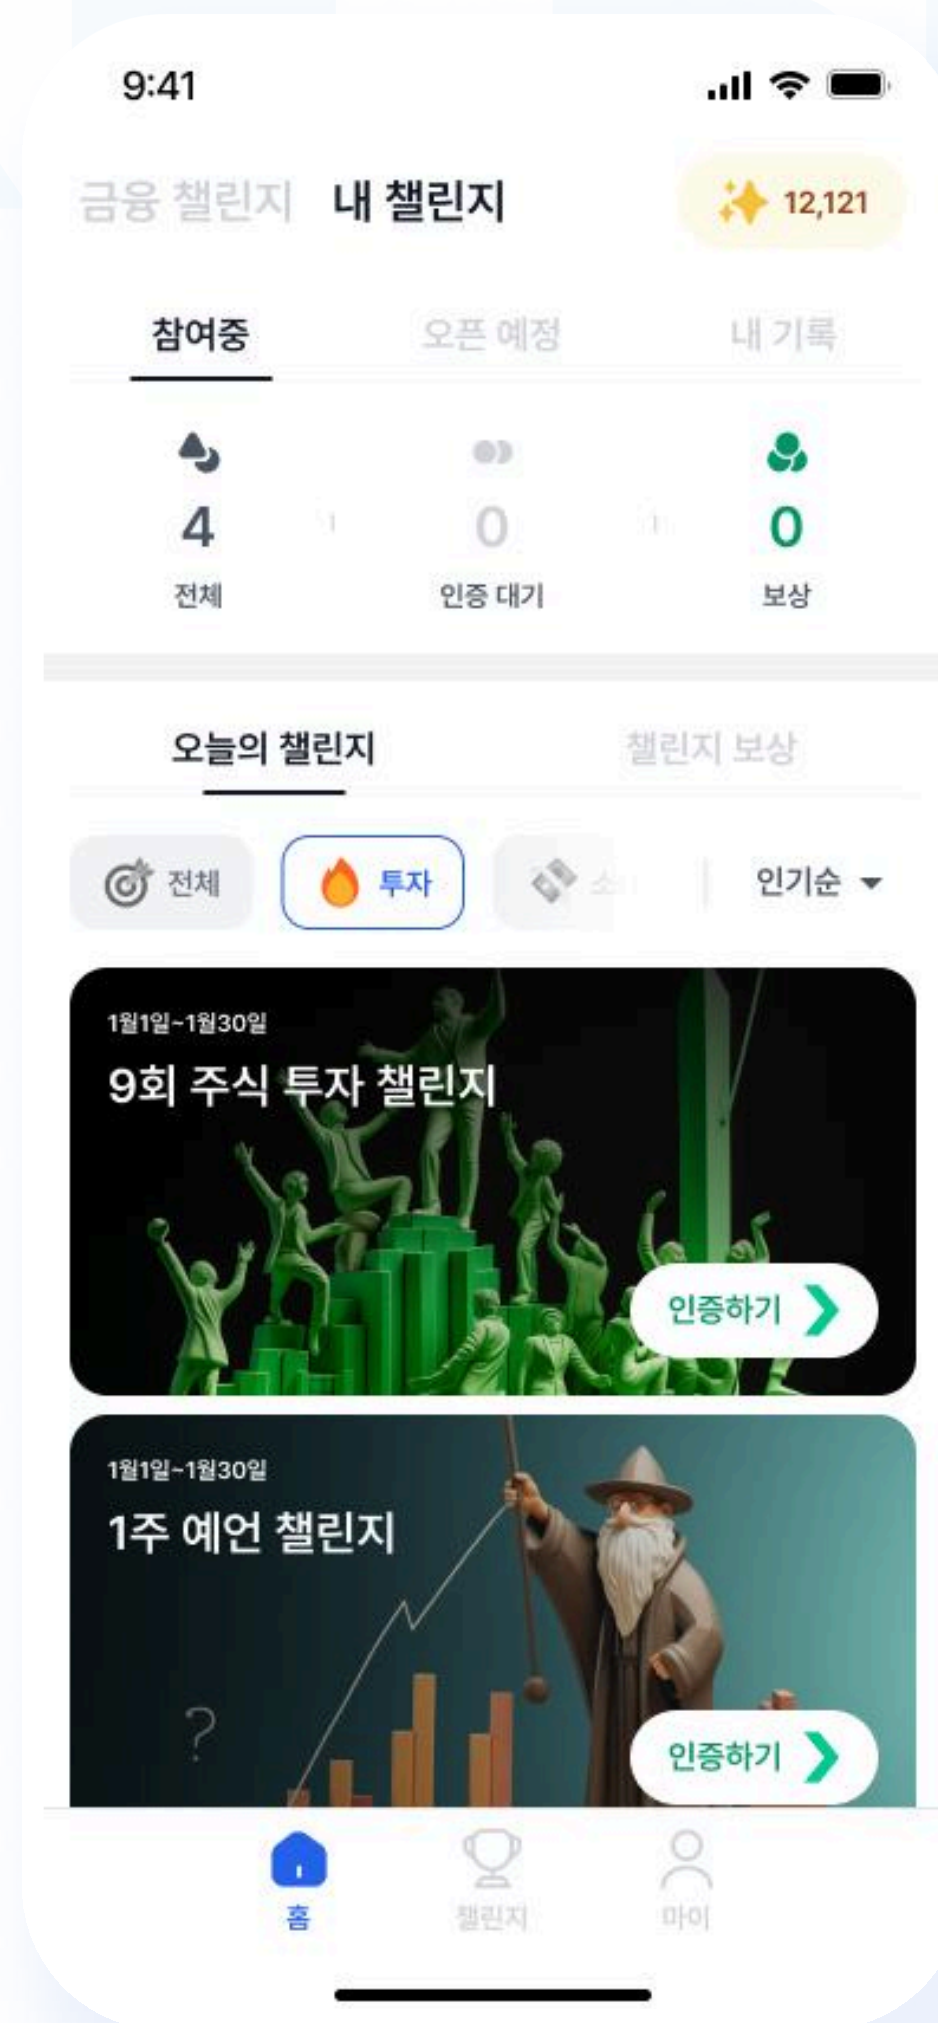 9:41
금융 챌린지 내 챌린지 12,121
참여중 오픈 예정 내 기록
4 0 0
전체 인증 대기 보상
오늘의 챌린지 챌린지 보상
전체 투자 인기순
1월1일~1월30일
9회 주식 투자 챌린지
인증하기
1월1일~1월30일
1주 예언 챌린지
?
인증하기
홈 챌린지 마이